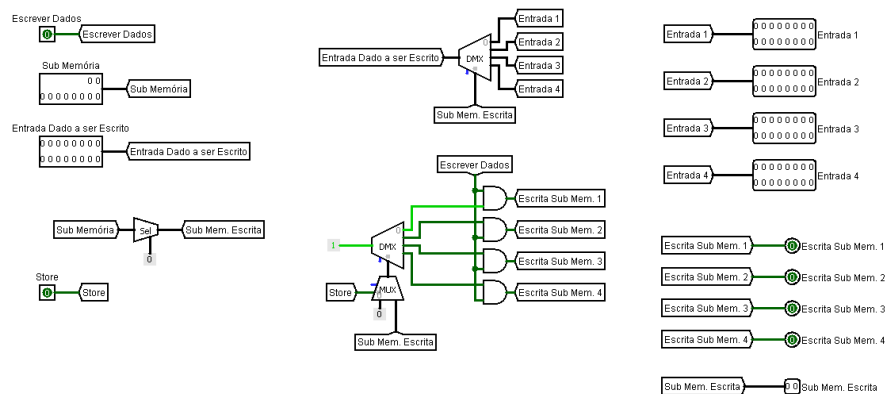 Escrever Dados
0
Escrever Dados
Sub Memória
0 0
0 0 0 0 0 0 0 0
Sub Memória
Entrada Dado a ser Escrito
0 0 0 0 0 0 0 0
0 0 0 0 0 0 0 0
Entrada Dado a ser Escrito
Sub Memória
Sel
0
Sub Mem. Escrita
Store
0
Store
Entrada Dado a ser Escrito
0
DMX
Entrada 1
Entrada 2
Entrada 3
Entrada 4
Sub Mem. Escrita
Escrever Dados
1
0
DMX
Escrita Sub Mem. 1
Escrita Sub Mem. 2
Escrita Sub Mem. 3
Escrita Sub Mem. 4
Store
MUX
0
0
Sub Mem. Escrita
Entrada 1
0 0 0 0 0 0 0 0
0 0 0 0 0 0 0 0
Entrada 1
Entrada 2
0 0 0 0 0 0 0 0
0 0 0 0 0 0 0 0
Entrada 2
Entrada 3
0 0 0 0 0 0 0 0
0 0 0 0 0 0 0 0
Entrada 3
Entrada 4
0 0 0 0 0 0 0 0
0 0 0 0 0 0 0 0
Entrada 4
Escrita Sub Mem. 1
0
Escrita Sub Mem. 1
Escrita Sub Mem. 2
0
Escrita Sub Mem. 2
Escrita Sub Mem. 3
0
Escrita Sub Mem. 3
Escrita Sub Mem. 4
0
Escrita Sub Mem. 4
Sub Mem. Escrita
0 0
Sub Mem. Escrita